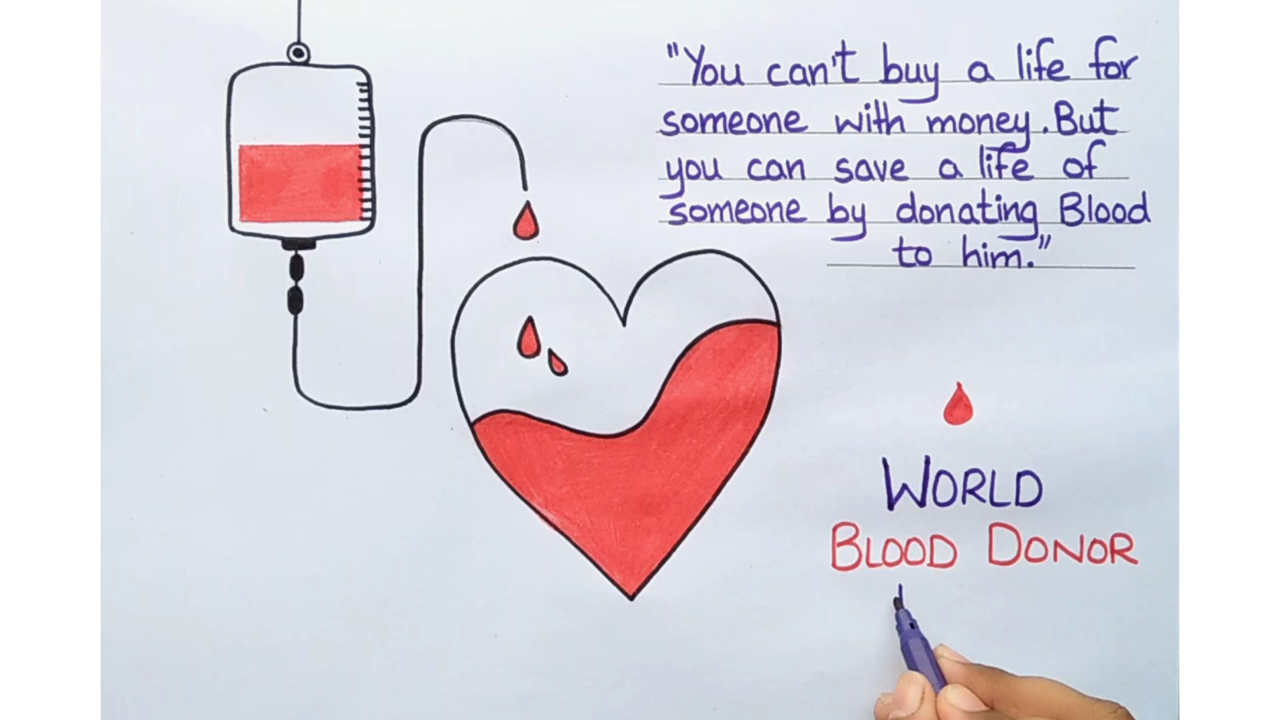 "You can't buy a life for
someone with money. But
you can save a life of
someone by donating Blood
to him."
WORLD
BLOOD DONOR